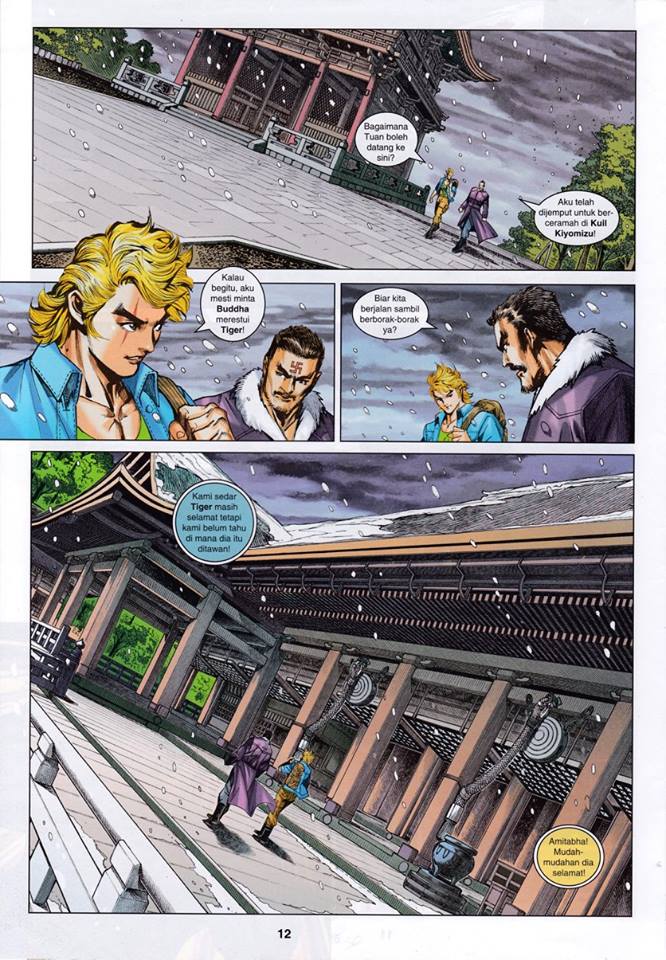 Bagaimana
Tuan boleh
datang ke
sini?
Aku telah
dijemput untuk ber-
ceramah di Kuil
Kiyomizu!
Kalau
begitu, aku
mesti minta
Buddha
merestui
Tiger!
Biar kita
berjalan sambil
berborak-borak
ya?
Kami sedar
Tiger masih
selamat tetapi
kami belum tahu
di mana dia itu
ditawan!
Amitabha!
Mudah-
mudahan dia
selamat!
12